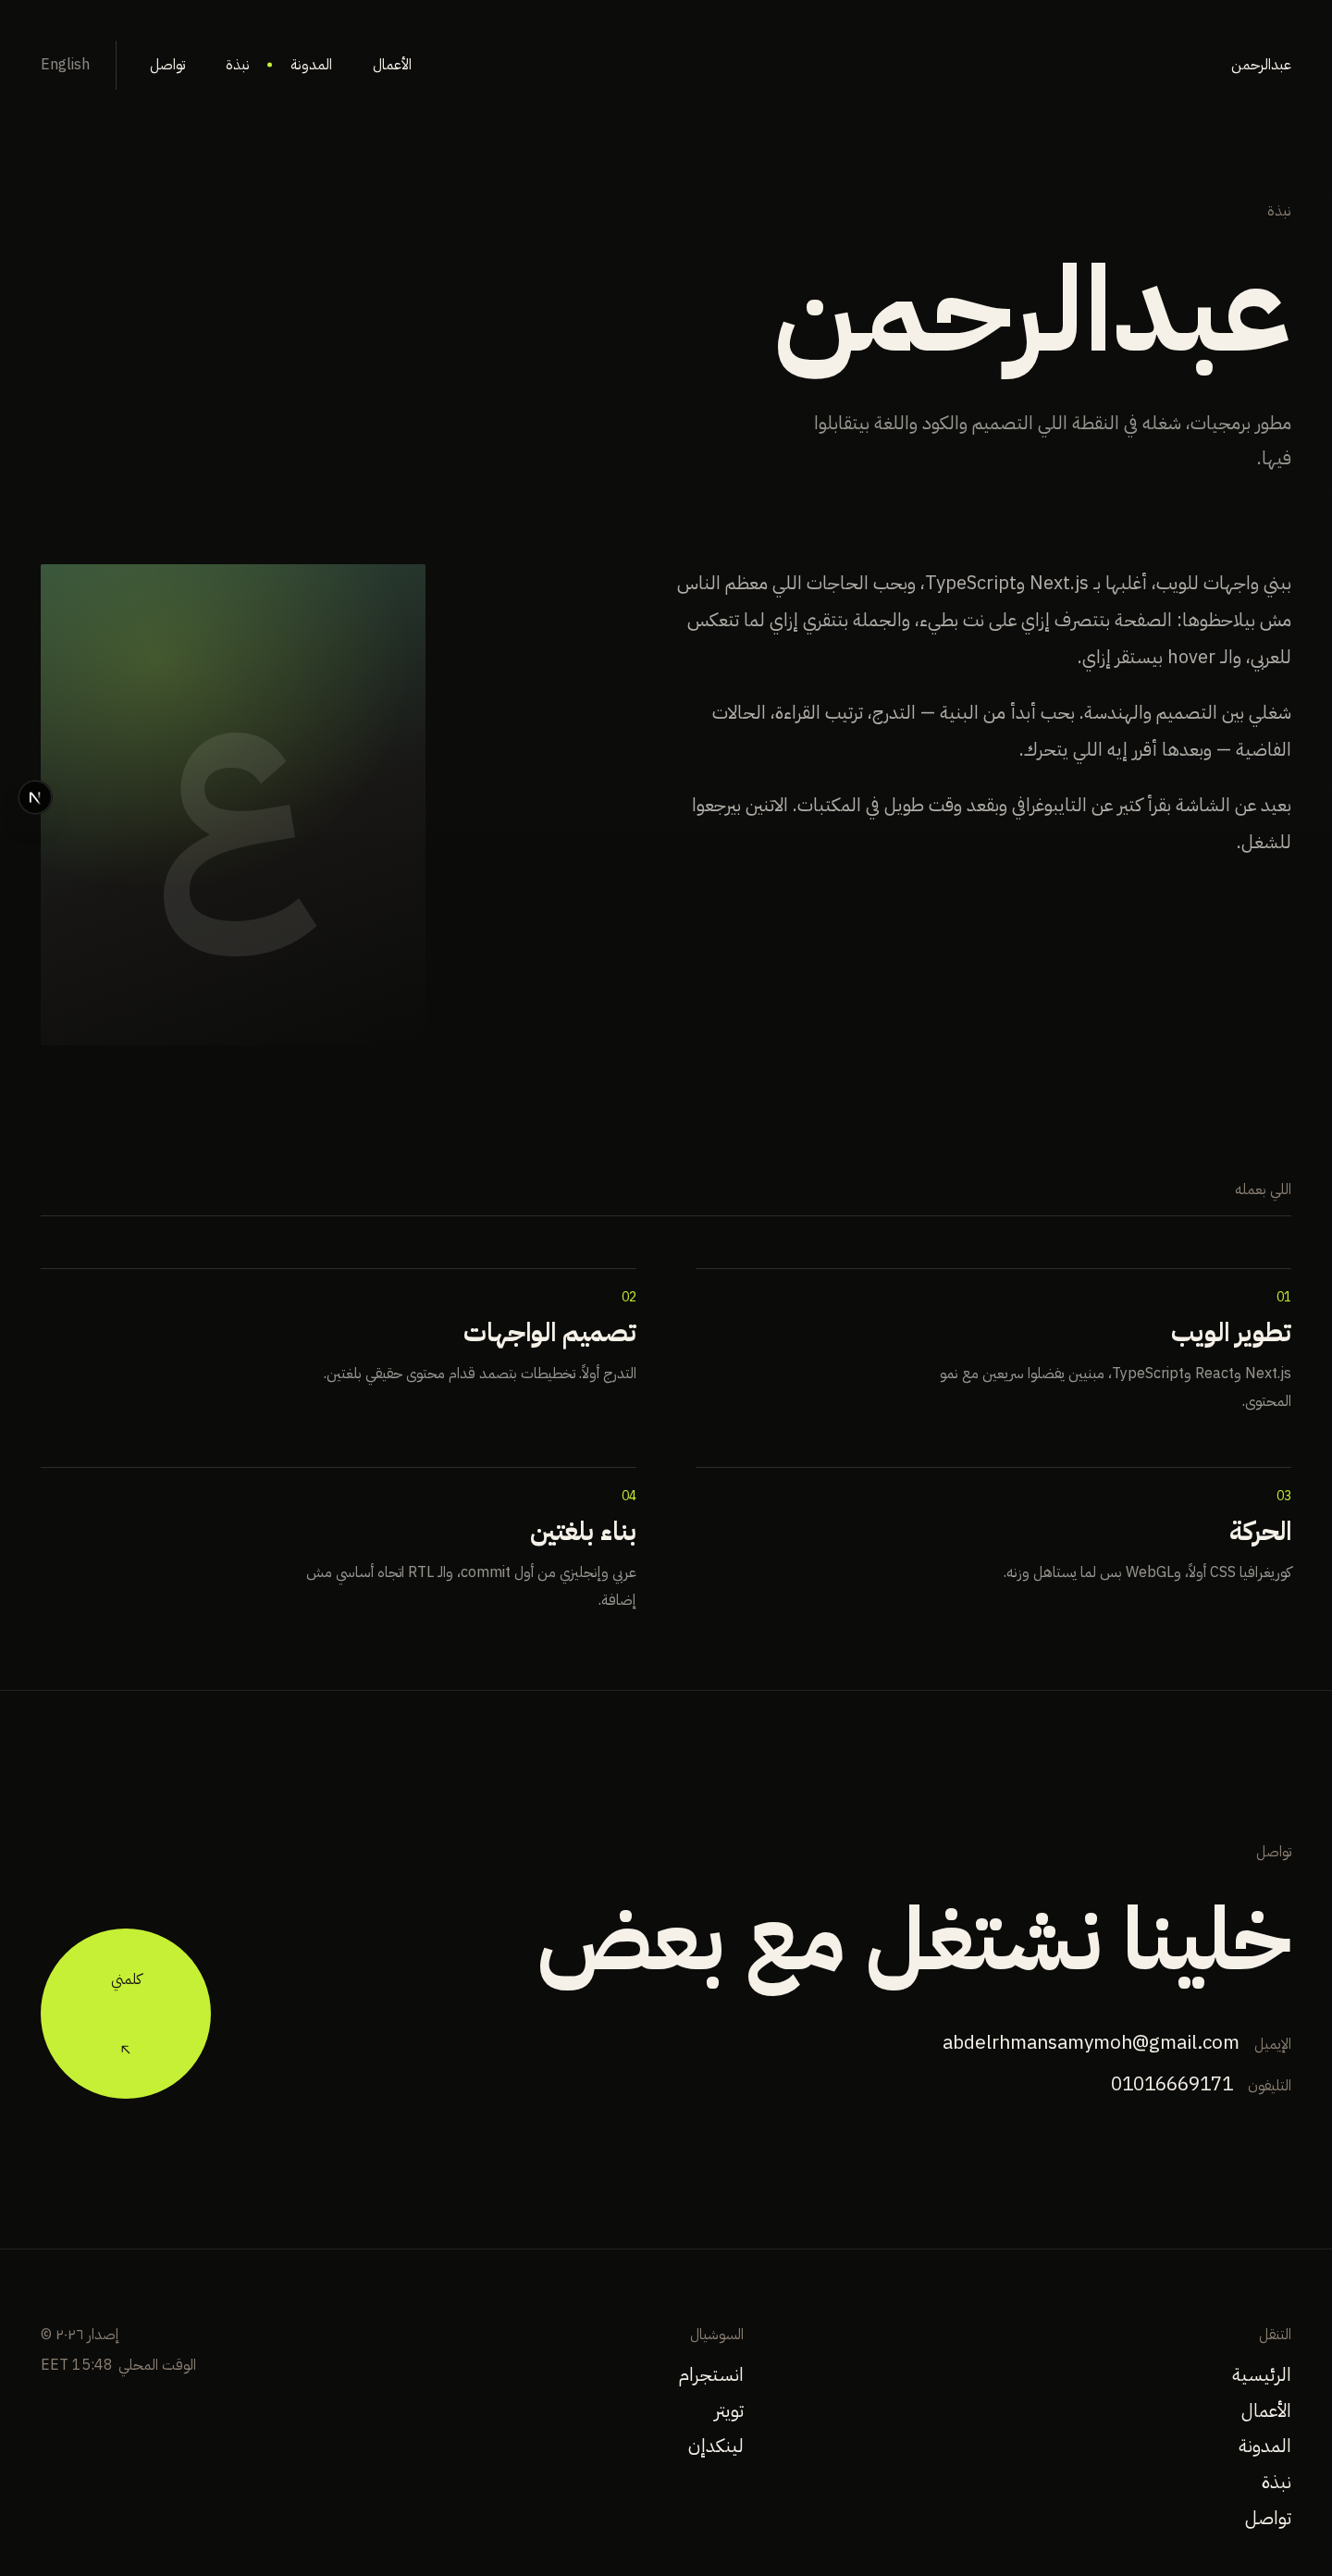 عبدالرحمن
الأعمال
المدونة
نبذة
تواصل
English
نبذة
عبدالرحمن
مطور برمجيات، شغله في النقطة اللي التصميم والكود واللغة بيتقابلوا
فيها.
ببني واجهات للويب، أغلبها بـ Next.js وTypeScript، وبحب الحاجات اللي معظم الناس
مش بيلاحظوها: الصفحة بتتصرف إزاي على نت بطيء، والجملة بتتقري إزاي لما تتعكس
للعربي، والـ hover بيستقر إزاي.
شغلي بين التصميم والهندسة. بحب أبدأ من البنية — التدرج، ترتيب القراءة، الحالات
الفاضية — وبعدها أقرر إيه اللي يتحرك.
بعيد عن الشاشة بقرأ كتير عن التايبوغرافي وبقعد وقت طويل في المكتبات. الاتنين بيرجعوا
للشغل.
ع
N
اللي بعمله
01
تطوير الويب
Next.js وReact وTypeScript، مبنيين يفضلوا سريعين مع نمو
المحتوى.
02
تصميم الواجهات
التدرج أولاً. تخطيطات بتصمد قدام محتوى حقيقي بلغتين.
03
الحركة
كوريغرافيا CSS أولاً، وWebGL بس لما يستاهل وزنه.
04
بناء بلغتين
عربي وإنجليزي من أول commit، والـ RTL اتجاه أساسي مش
إضافة.
تواصل
خلينا نشتغل مع بعض
الإيميل abdelrhmansamymoh@gmail.com
التليفون 01016669171
كلمني
↖
التنقل
الرئيسية
الأعمال
المدونة
نبذة
تواصل
السوشيال
انستجرام
تويتر
لينكدإن
إصدار ٢٠٢٦ ©
الوقت المحلي 15:48 EET